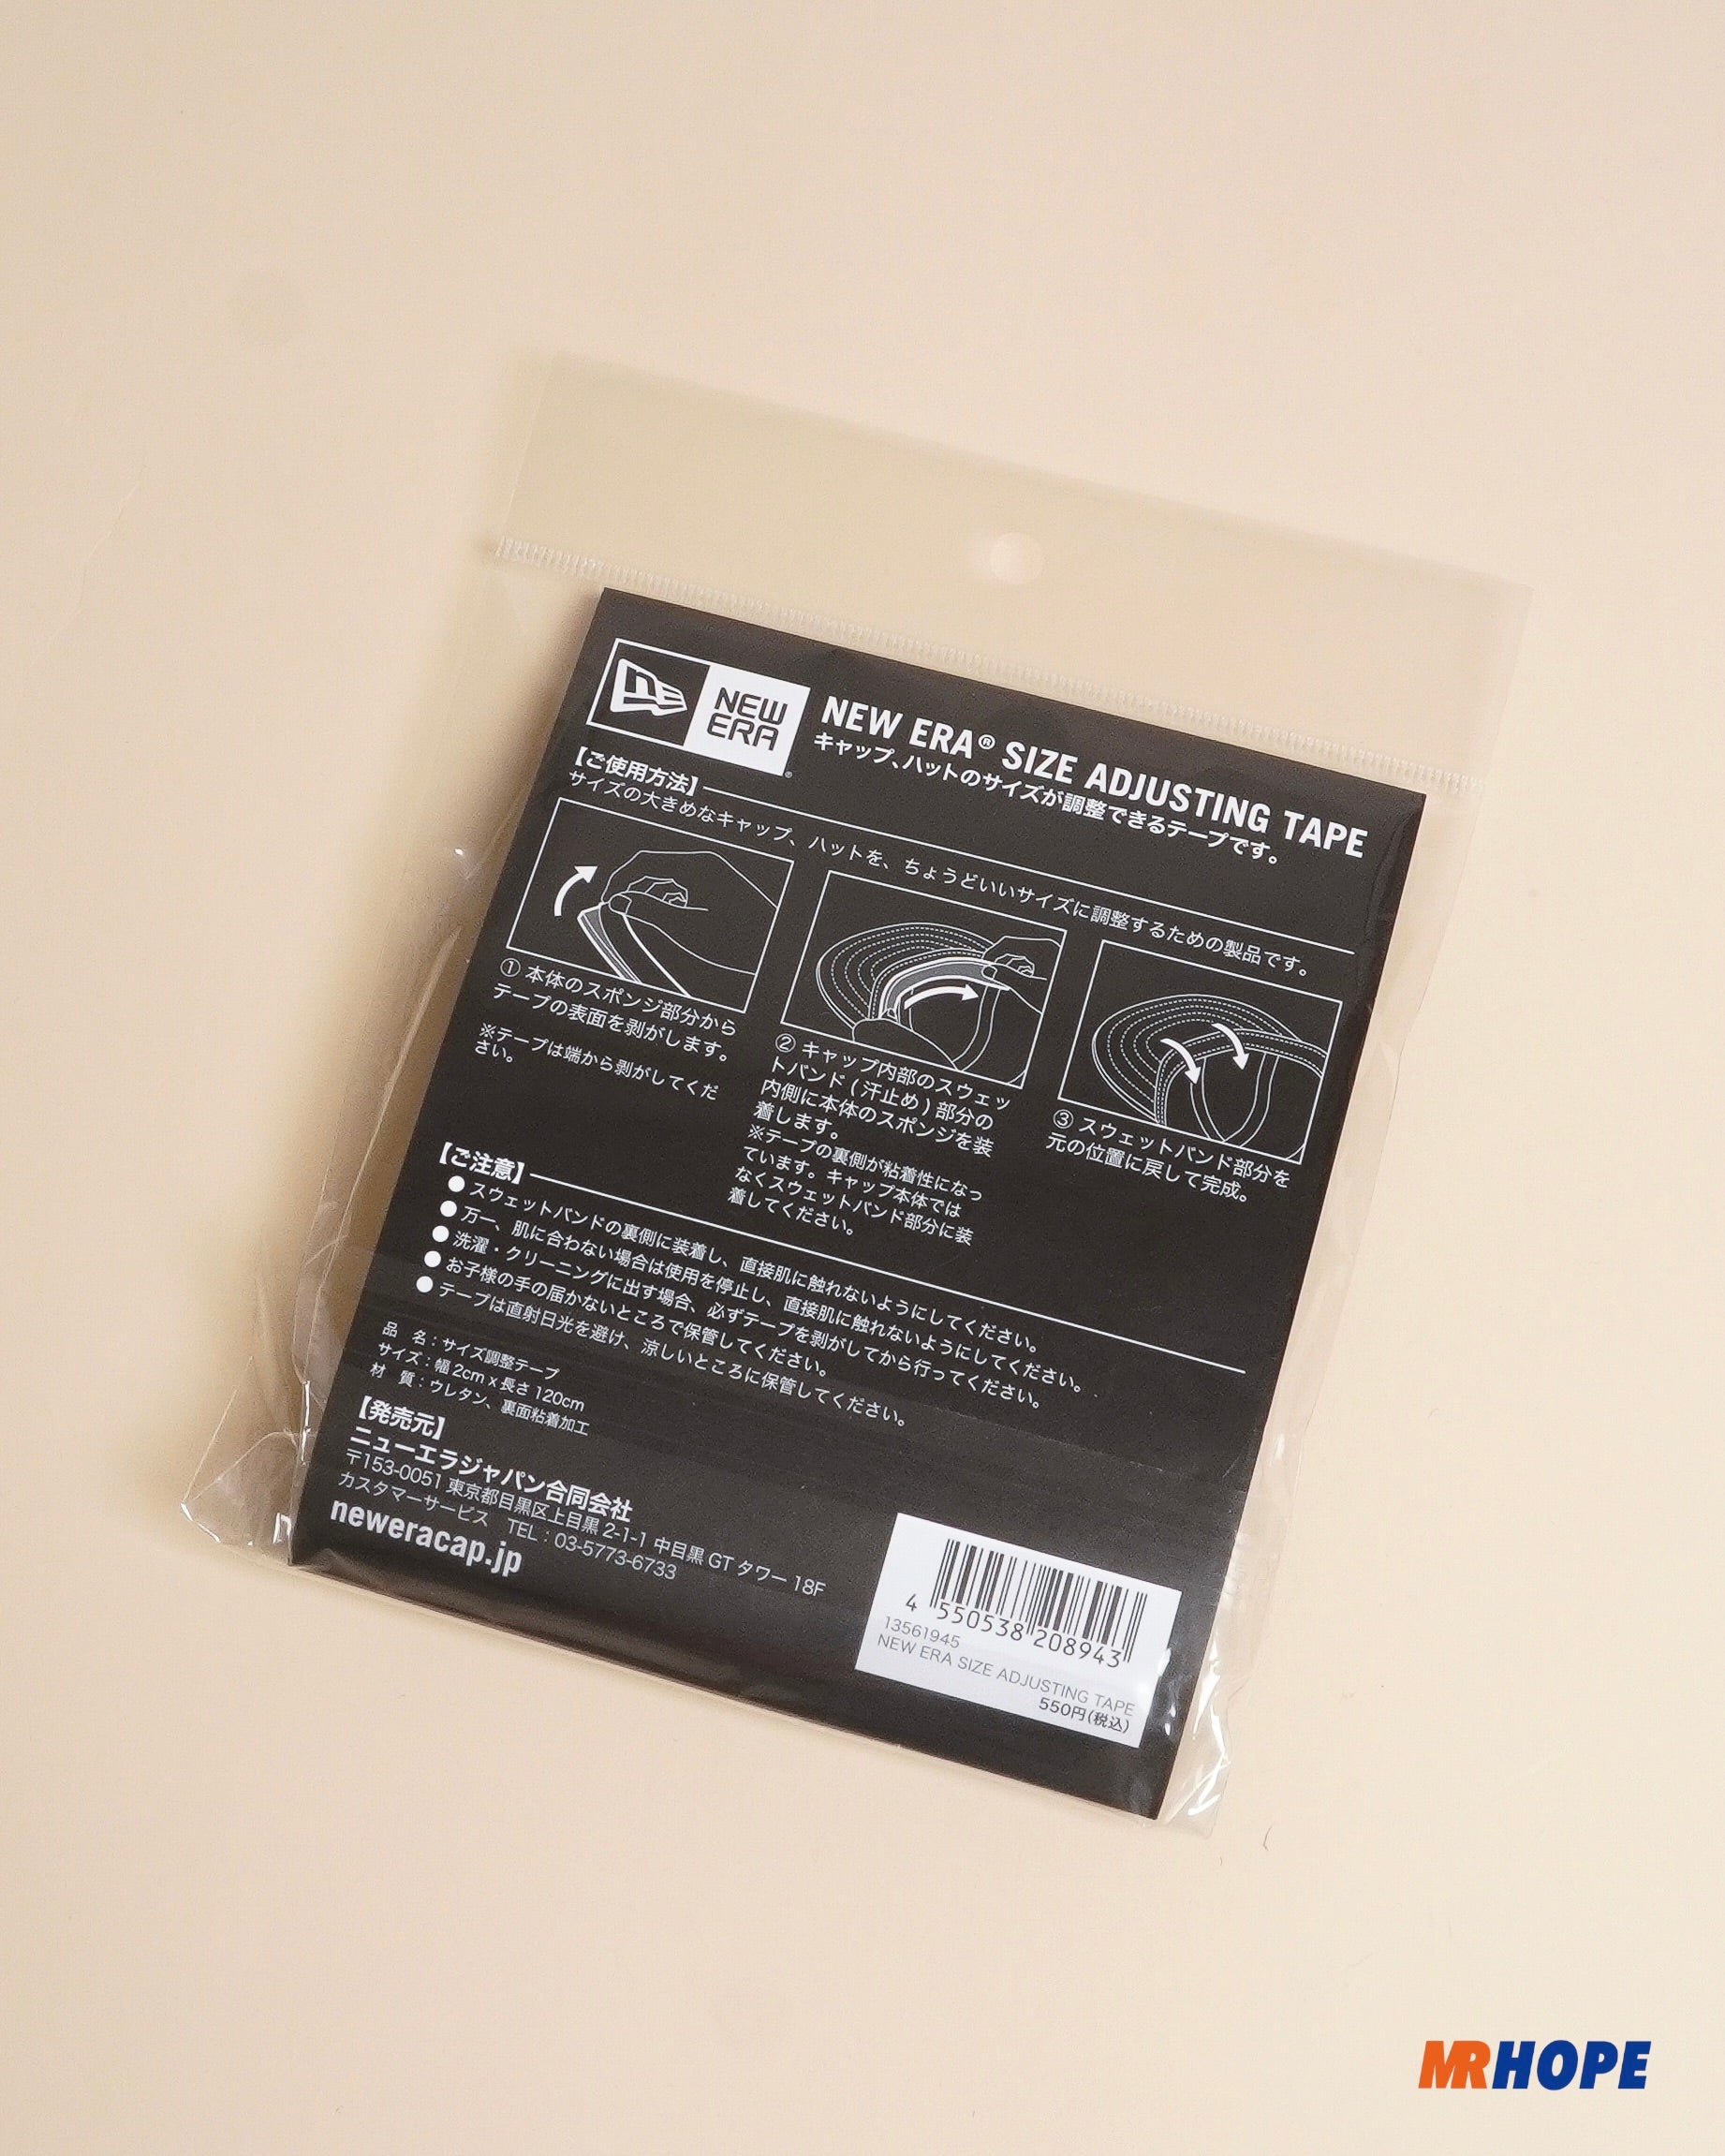 NEW ERA
NEW ERA® SIZE ADJUSTING TAPE
キャップ、ハットのサイズが調整できるテープです。
【ご使用方法】
サイズの大きめなキャップ、ハットを、ちょうどいいサイズに調整するための製品です。
① 本体のスポンジ部分から
テープの表面を剥がします。
※テープは端から剥がしてくだ
さい。
② キャップ内部のスウェッ
トバンド(汗止め)部分の
内側に本体のスポンジを装
着します。
※テープの裏側が粘着性になっ
ています。キャップ本体では
なくスウェットバンド部分に装
着してください。
③ スウェットバンド部分を
元の位置に戻して完成。
【ご注意】
●スウェットバンドの裏側に装着し、直接肌に触れないようにしてください。
●万一、肌に合わない場合は使用を停止し、直接肌に触れないようにしてください。
●洗濯・クリーニングに出す場合、必ずテープを剥がしてから行ってください。
●お子様の手の届かないところで保管してください。
●テープは直射日光を避け、涼しいところに保管してください。
品 名：サイズ調整テープ
サイズ：幅2cm x 長さ120cm
材 質：ウレタン、裏面粘着加工
【発売元】
ニューエラジャパン合同会社
〒153-0051 東京都目黒区上目黒 2-1-1 中目黒 GT タワー 18F
カスタマーサービス TEL：03-5773-6733
neweracap.jp
4 550538 208943
13561945
NEW ERA SIZE ADJUSTING TAPE
550円(税込)
MRHOPE